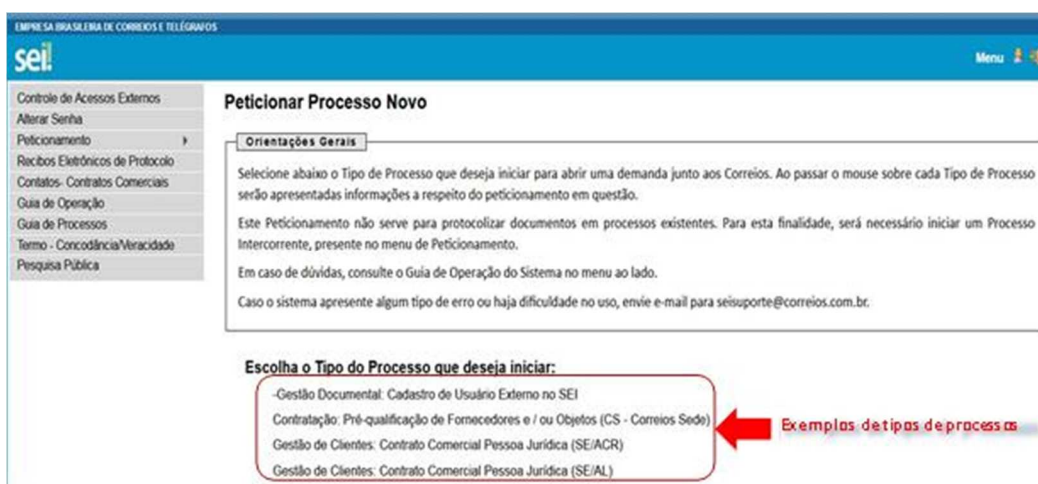 EMPRESA BRASILEIRA DE CORREIOS E TELÉGRAFOS
sei!
Menu
Controle de Acessos Externos
Alterar Senha
Peticionamento
Recibos Eletrônicos de Protocolo
Contatos- Contratos Comerciais
Guia de Operação
Guia de Processos
Termo - Concodância/Veracidade
Pesquisa Pública
Peticionar Processo Novo
Orientações Gerais
Selecione abaixo o Tipo de Processo que deseja iniciar para abrir uma demanda junto aos Correios. Ao passar o mouse sobre cada Tipo de Processo
serão apresentadas informações a respeito do peticionamento em questão.
Este Peticionamento não serve para protocolizar documentos em processos existentes. Para esta finalidade, será necessário iniciar um Processo
Intercorrente, presente no menu de Peticionamento.
Em caso de dúvidas, consulte o Guia de Operação do Sistema no menu ao lado.
Caso o sistema apresente algum tipo de erro ou haja dificuldade no uso, envie e-mail para seisuporte@correios.com.br.
Escolha o Tipo do Processo que deseja iniciar:
-Gestão Documental: Cadastro de Usuário Externo no SEI
Contratação: Pré-qualificação de Fornecedores e / ou Objetos (CS - Correios Sede)
Gestão de Clientes: Contrato Comercial Pessoa Jurídica (SE/ACR)
Gestão de Clientes: Contrato Comercial Pessoa Jurídica (SE/AL)
Exemplos de tipos de processos